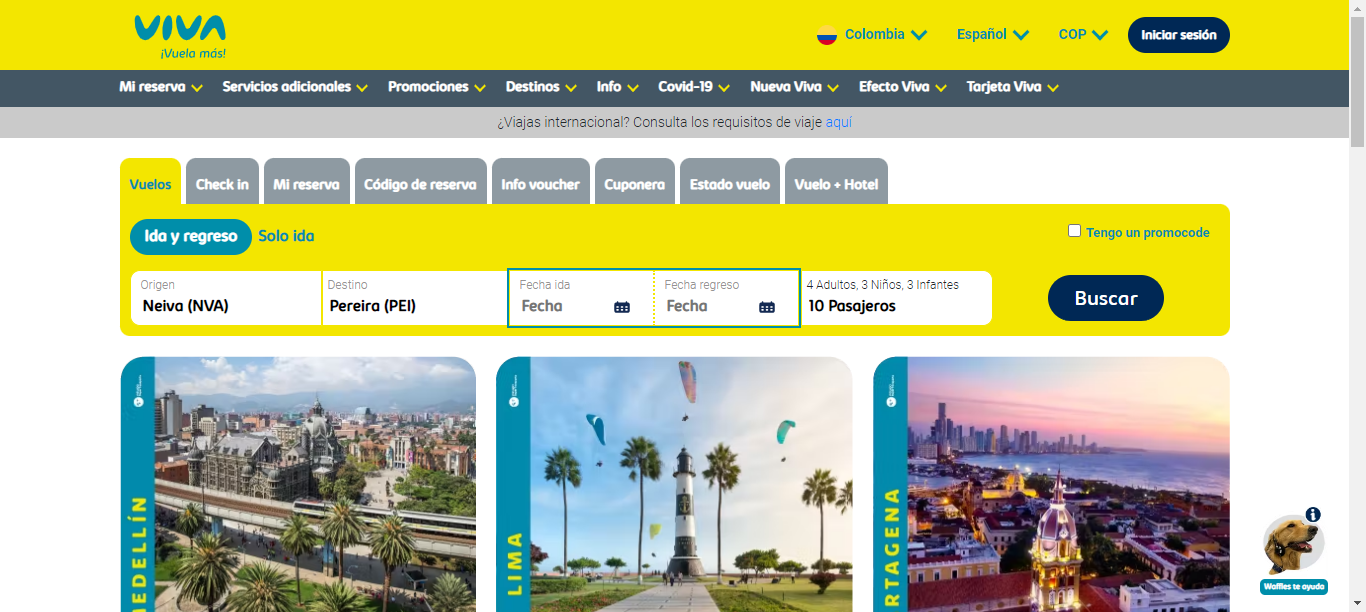 VIVA
¡Vuela más!
Colombia
Español
COP
Iniciar sesión
Mi reserva
Servicios adicionales
Promociones
Destinos
Info
Covid-19
Nueva Viva
Efecto Viva
Tarjeta Viva
¿Viajas internacional? Consulta los requisitos de viaje aquí
Vuelos
Check in
Mi reserva
Código de reserva
Info voucher
Cuponera
Estado vuelo
Vuelo + Hotel
Ida y regreso
Solo ida
Tengo un promocode
Origen
Neiva (NVA)
Destino
Pereira (PEI)
Fecha ida
Fecha
Fecha regreso
Fecha
4 Adultos, 3 Niños, 3 Infantes
10 Pasajeros
Buscar
MEDELLÍN
LIMA
RTAGENA
i
Waffles te ayuda